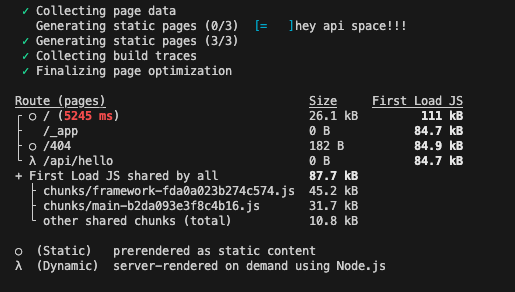 ✓ Collecting page data
Generating static pages (0/3) [= ]hey api space!!!
✓ Generating static pages (3/3)
✓ Collecting build traces
✓ Finalizing page optimization
Route (pages) Size First Load JS
┌ ○ / (5245 ms) 26.1 kB 111 kB
├ /_app 0 B 84.7 kB
├ ○ /404 182 B 84.9 kB
└ λ /api/hello 0 B 84.7 kB
+ First Load JS shared by all 87.7 kB
├ chunks/framework-fda0a023b274c574.js 45.2 kB
├ chunks/main-b2da093e3f8c4b16.js 31.7 kB
└ other shared chunks (total) 10.8 kB
○ (Static) prerendered as static content
λ (Dynamic) server-rendered on demand using Node.js